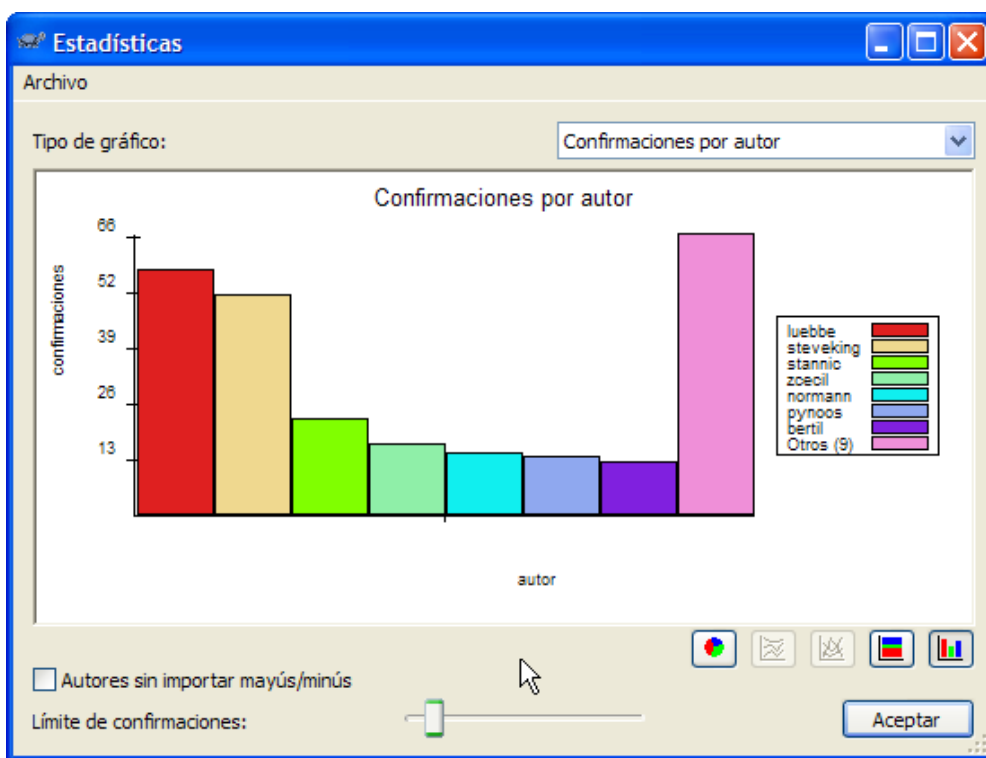 Estadísticas
Archivo
Tipo de gráfico:
Confirmaciones por autor
Confirmaciones por autor
66
52
39
26
13
confirmaciones
autor
luebbe
steveking
stannic
zcecil
normann
pynoos
bertil
Otros (9)
Autores sin importar mayús/minús
Límite de confirmaciones:
Aceptar